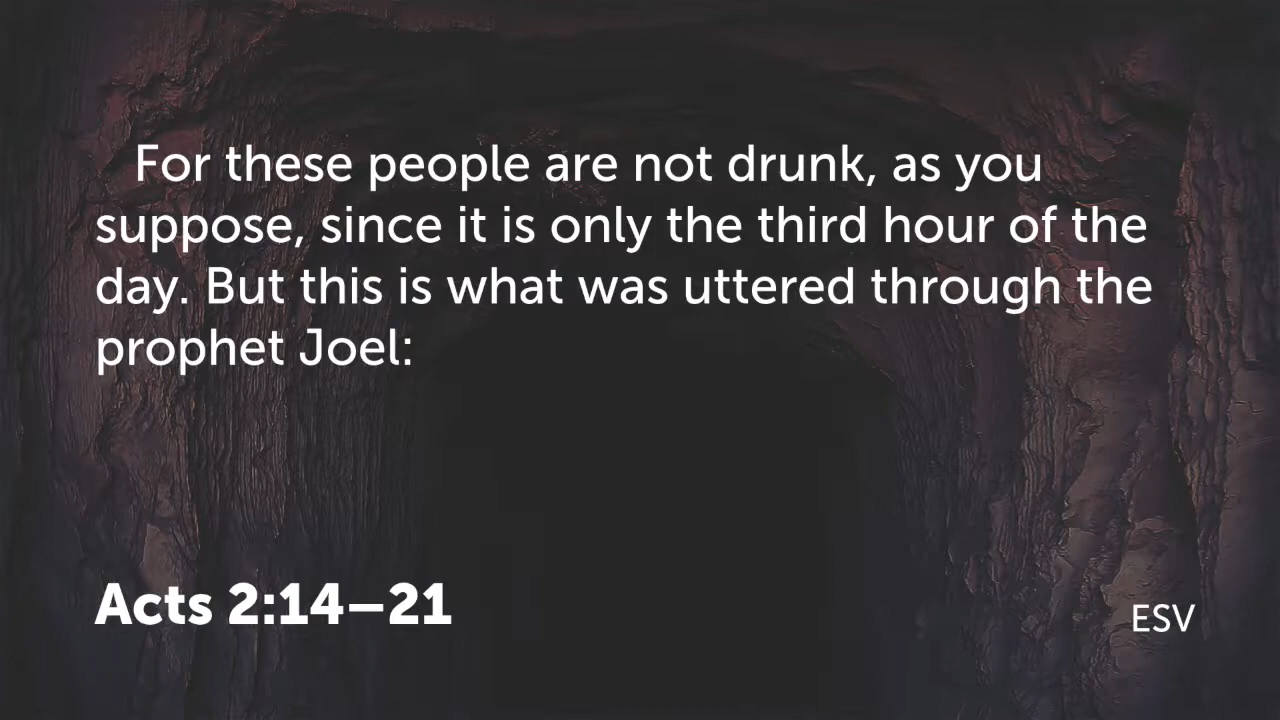 For these people are not drunk, as you
suppose, since it is only the third hour of the
day. But this is what was uttered through the
prophet Joel:
Acts 2:14–21
ESV